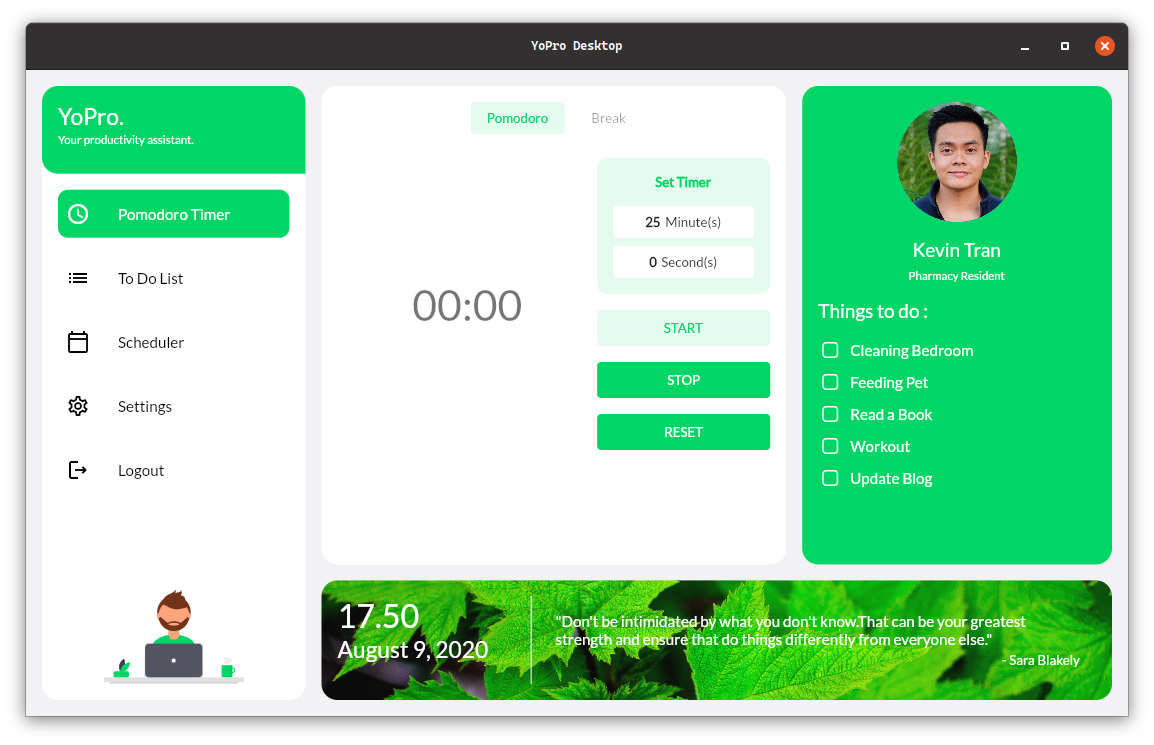 YoPro Desktop
YoPro.
Your productivity assistant.
Pomodoro Timer
To Do List
Scheduler
Settings
Logout
Pomodoro
Break
00:00
Set Timer
25 Minute(s)
0 Second(s)
START
STOP
RESET
Kevin Tran
Pharmacy Resident
Things to do :
Cleaning Bedroom
Feeding Pet
Read a Book
Workout
Update Blog
17.50
August 9, 2020
"Don't be intimidated by what you don't know.That can be your greatest
strength and ensure that do things differently from everyone else."
- Sara Blakely